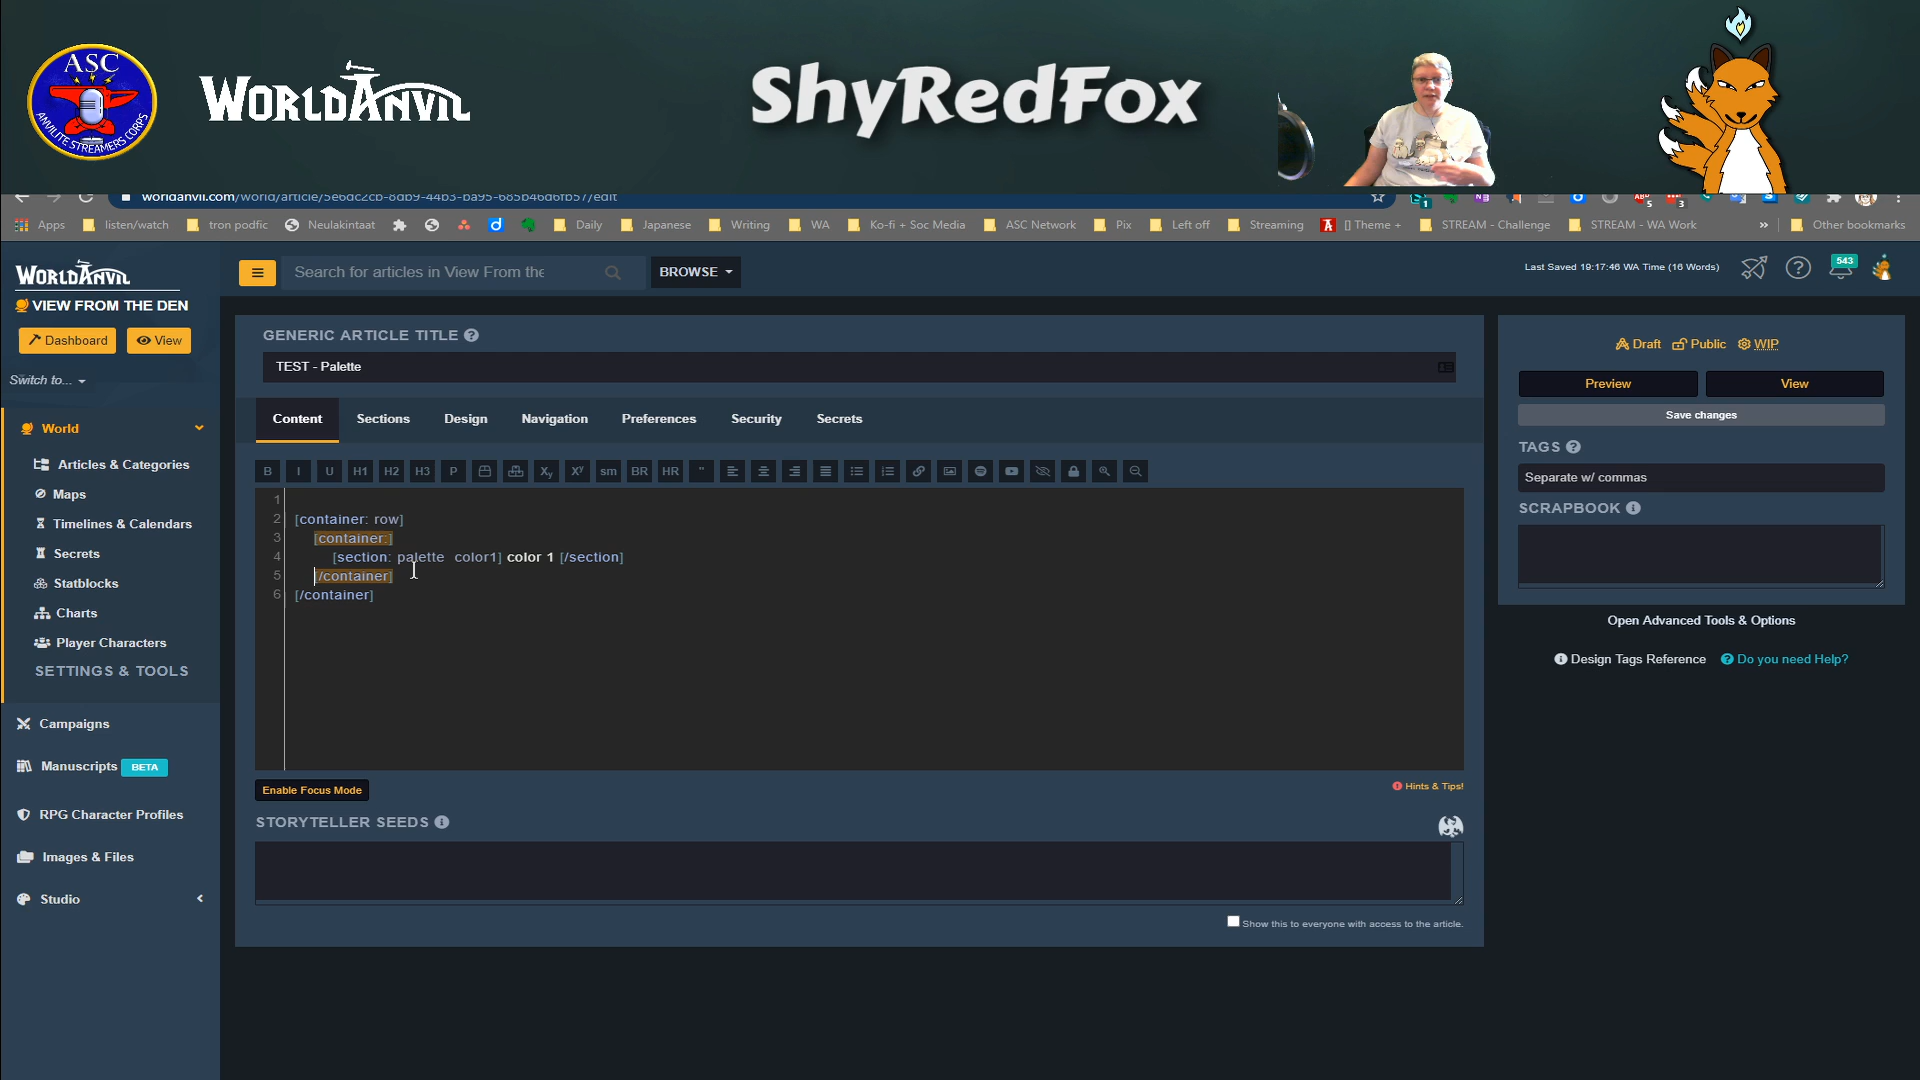 ASC
ANVILITE STREAMERS CORPS
WORLDANVIL
ShyRedFox
worldanvil.com/world/article/5e6dc2cb-8db9-44b3-ba95-685b46d6fb57/edit
Apps
listen/watch
tron podfic
Neulakintaat
Daily
Japanese
Writing
WA
Ko-fi + Soc Media
ASC Network
Pix
Left off
Streaming
[] Theme +
STREAM - Challenge
STREAM - WA Work
»
Other bookmarks
WORLDANVIL
VIEW FROM THE DEN
Dashboard
View
Switch to...
Search for articles in View From the
BROWSE
Last Saved 19:17:46 WA Time (16 Words)
543
World
Articles & Categories
Maps
Timelines & Calendars
Secrets
Statblocks
Charts
Player Characters
SETTINGS & TOOLS
Campaigns
Manuscripts BETA
RPG Character Profiles
Images & Files
Studio
GENERIC ARTICLE TITLE
TEST - Palette
Content
Sections
Design
Navigation
Preferences
Security
Secrets
B I U H1 H2 H3 P Xy Xy sm BR HR "
1
2 [container: row]
3 [container:]
4 [section: palette color1] color 1 [/section]
5 [/container]
6 [/container]
Enable Focus Mode
Hints & Tips!
STORYTELLER SEEDS
Show this to everyone with access to the article.
Draft Public WIP
Preview
View
Save changes
TAGS
Separate w/ commas
SCRAPBOOK
Open Advanced Tools & Options
Design Tags Reference
Do you need Help?